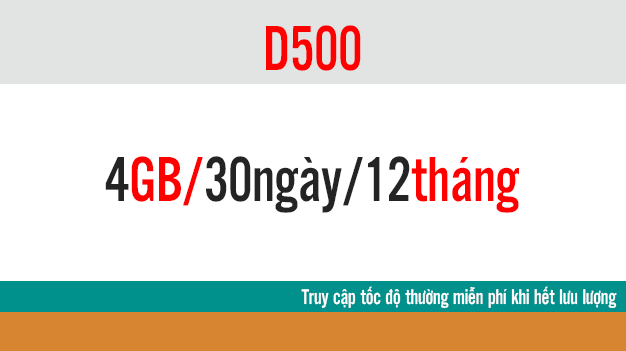 D500
4GB/30ngày/12tháng
Truy cập tốc độ thường miễn phí khi hết lưu lượng